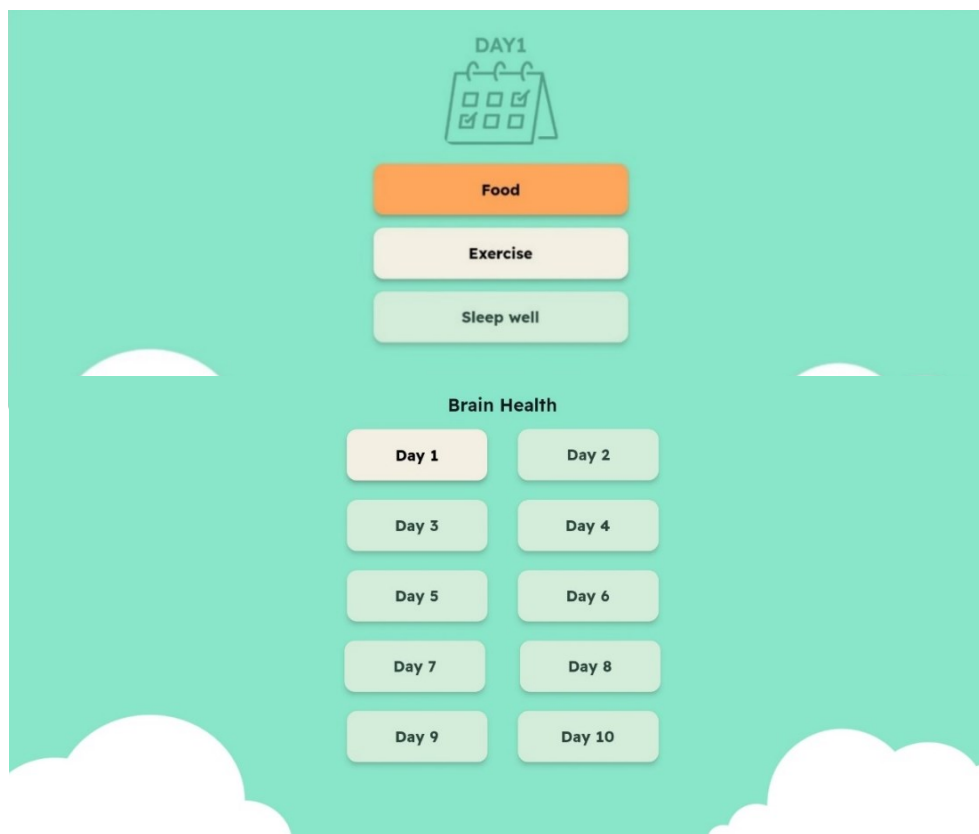 DAY1
Food
Exercise
Sleep well
Brain Health
Day 1
Day 2
Day 3
Day 4
Day 5
Day 6
Day 7
Day 8
Day 9
Day 10